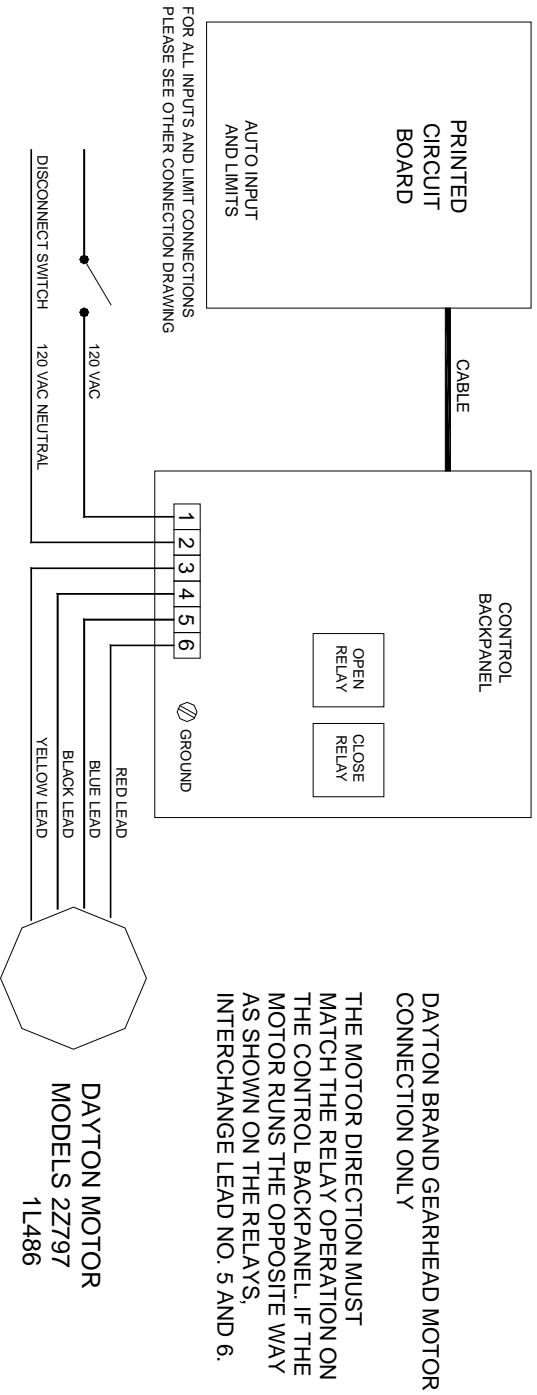 PRINTED
CIRCUIT
BOARD
AUTO INPUT
AND LIMITS
FOR ALL INPUTS AND LIMIT CONNECTIONS
PLEASE SEE OTHER CONNECTION DRAWING
CABLE
CONTROL
BACKPANEL
OPEN
RELAY
CLOSE
RELAY
1 2 3 4 5 6
GROUND
120 VAC
DISCONNECT SWITCH
120 VAC NEUTRAL
RED LEAD
BLUE LEAD
BLACK LEAD
YELLOW LEAD
DAYTON BRAND GEARHEAD MOTOR
CONNECTION ONLY
THE MOTOR DIRECTION MUST
MATCH THE RELAY OPERATION ON
THE CONTROL BACKPANEL. IF THE
MOTOR RUNS THE OPPOSITE WAY
AS SHOWN ON THE RELAYS,
INTERCHANGE LEAD NO. 5 AND 6.
DAYTON MOTOR
MODELS 2Z797
1L486